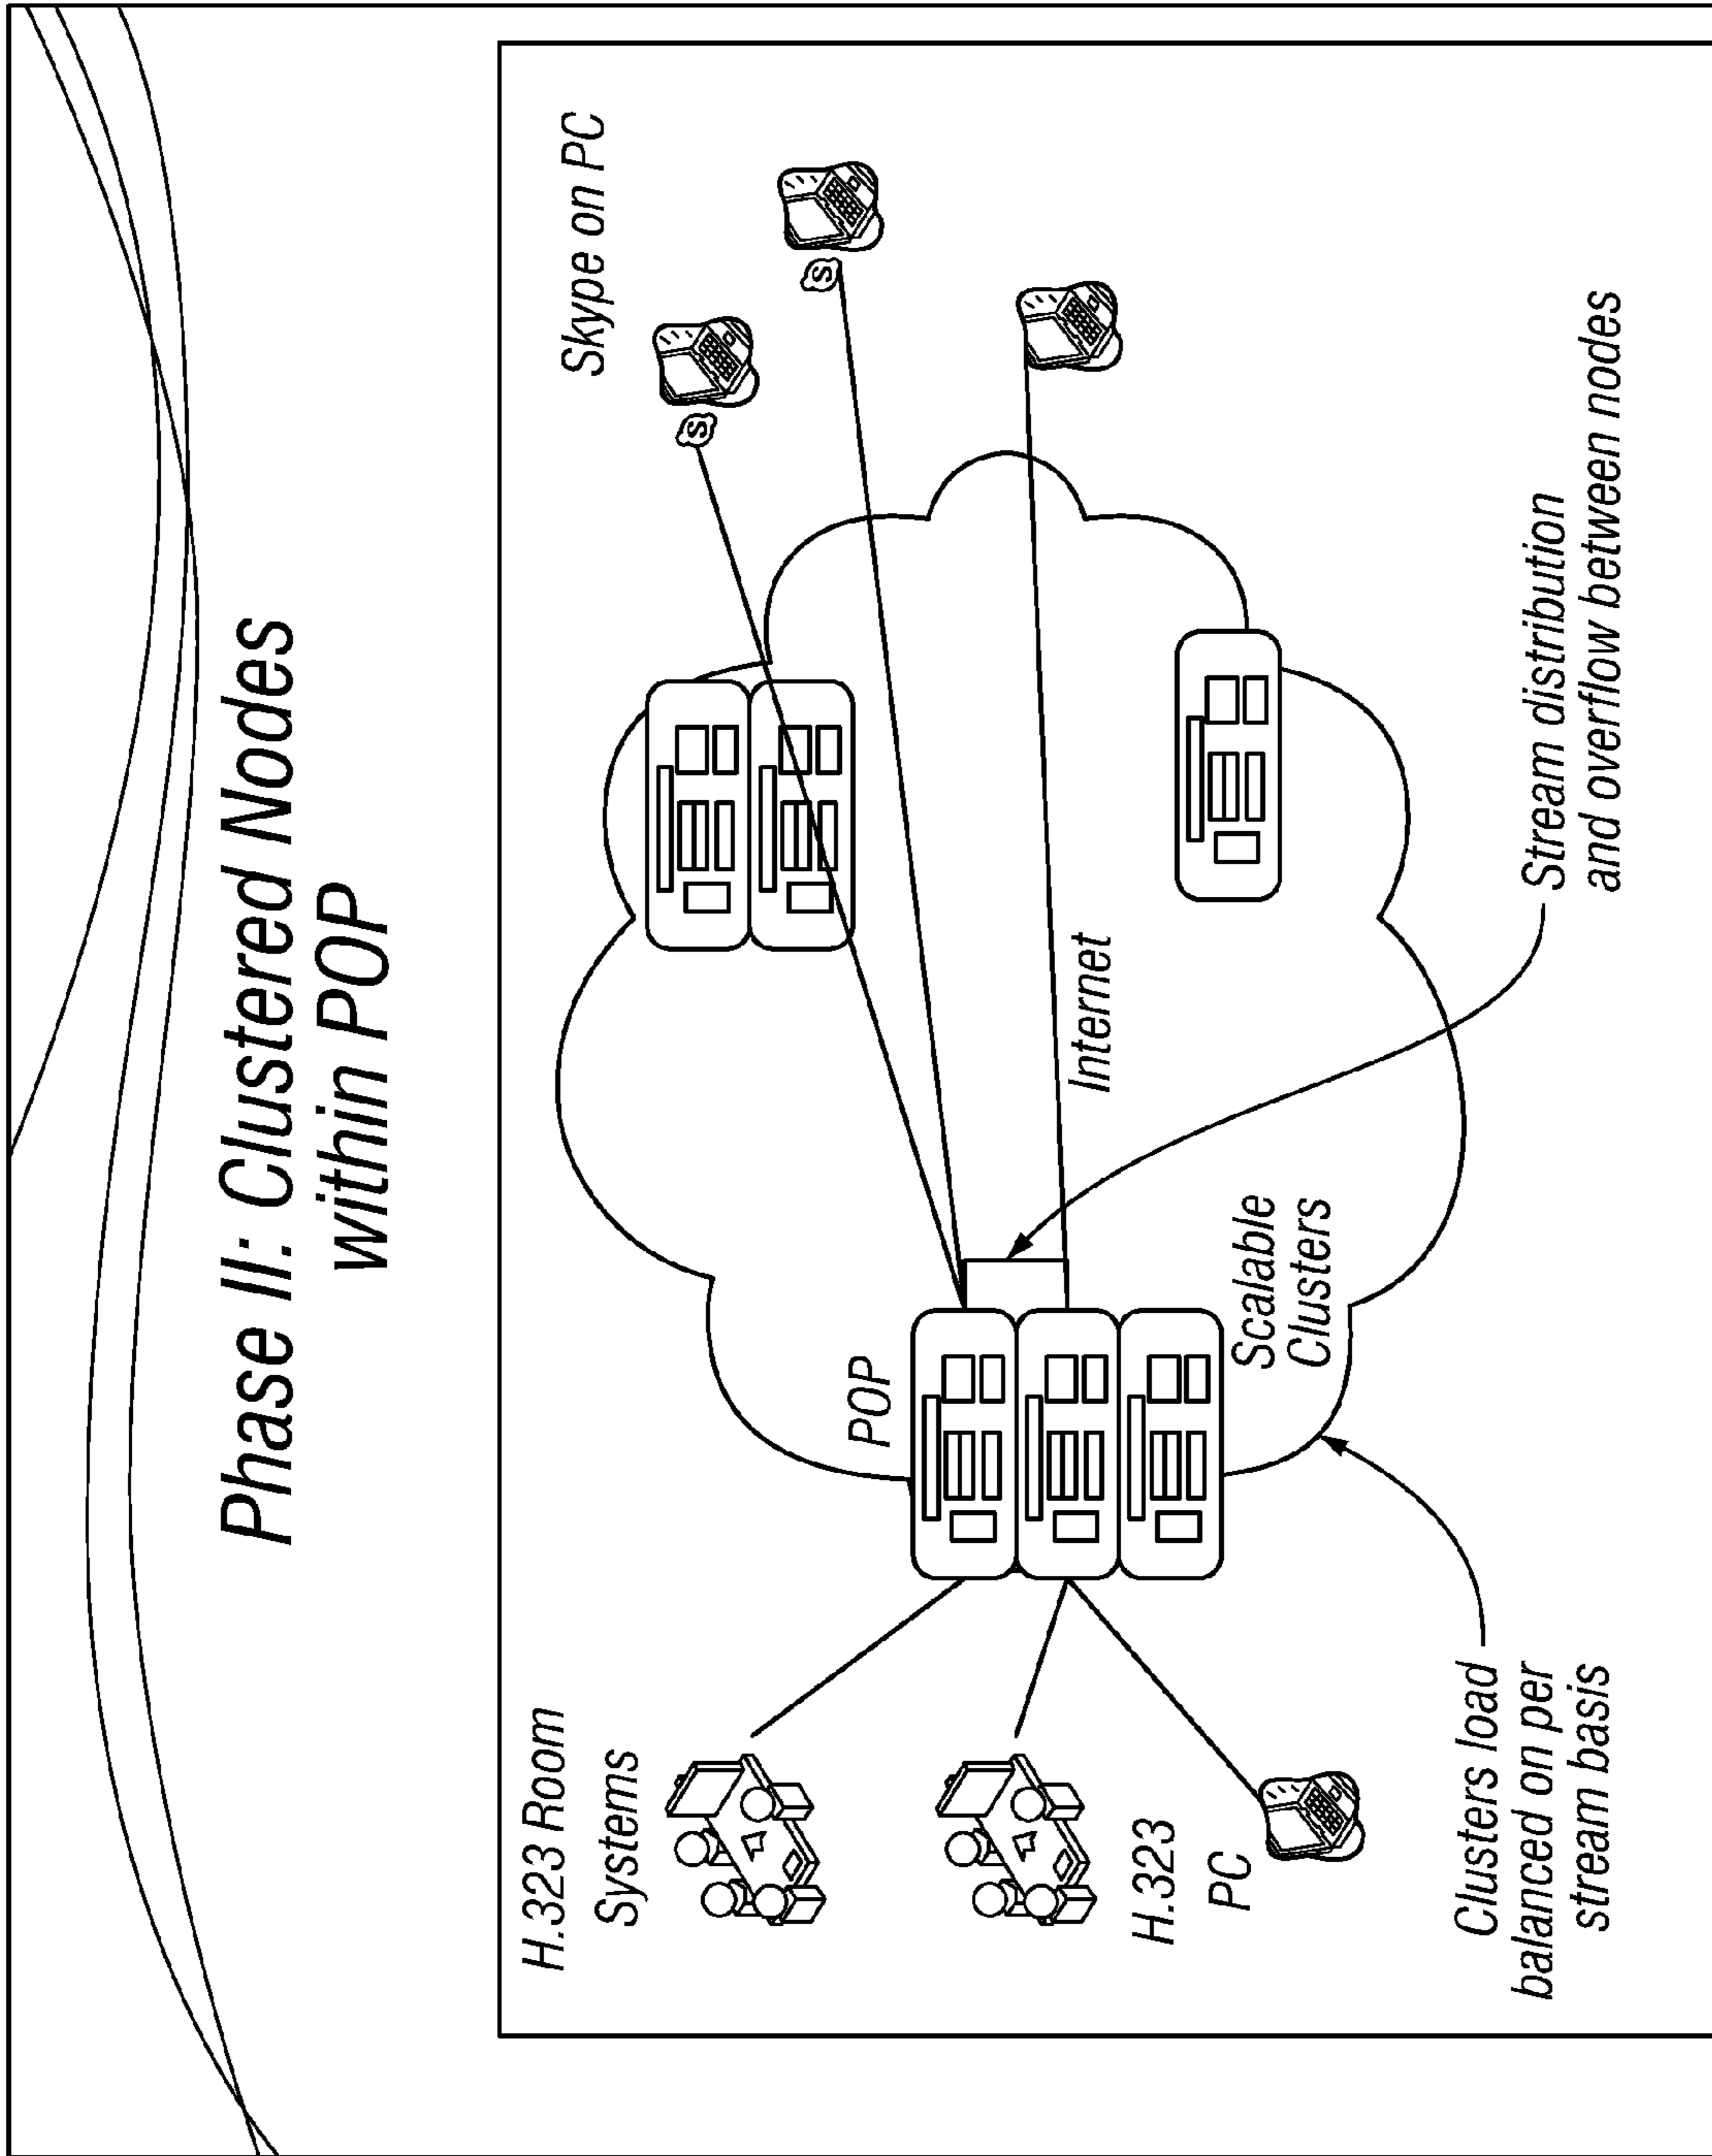 Phase II: Clustered Nodes
within POP
H.323 Room
Systems
Skype on PC
S
S
POP
Internet
H.323
PC
Scalable
Clusters
Clusters load
balanced on per
stream basis
Stream distribution
and overflow between nodes